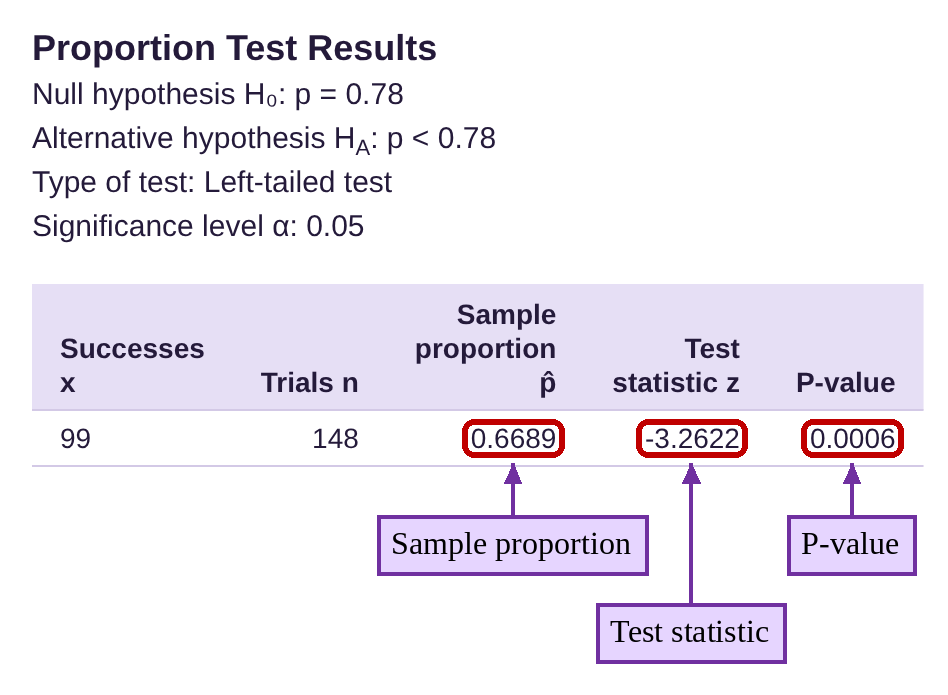 Proportion Test Results
Null hypothesis H₀: p = 0.78
Alternative hypothesis H_A: p < 0.78
Type of test: Left-tailed test
Significance level α: 0.05
Sample
Successes proportion Test
x Trials n p̂ statistic z P-value
99 148 0.6689 -3.2622 0.0006
Sample proportion P-value
Test statistic